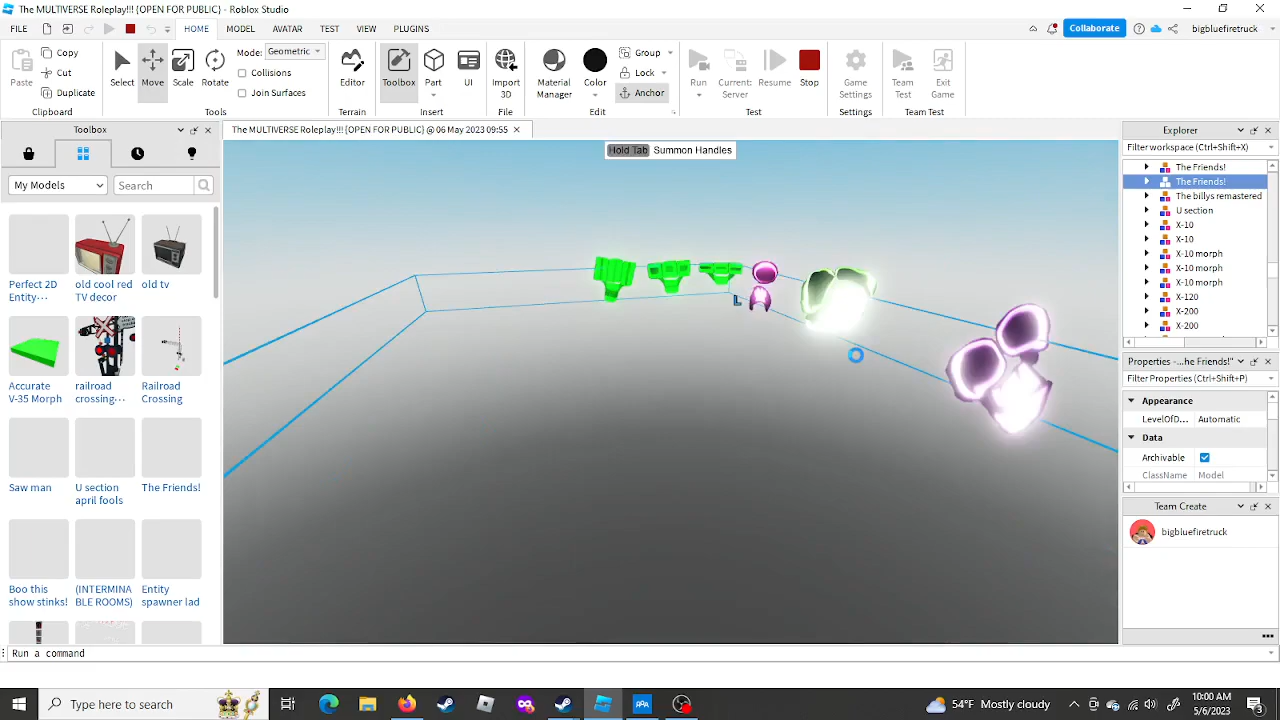 The MULTIVERSE Roleplay!!! {OPEN FOR PUBLIC} - Roblox Studio
FILE HOME MODEL AVATAR TEST VIEW PLUGINS Collaborate bigbluefiretruck
Paste Copy Cut Duplicate Clipboard
Select Move Scale Rotate Mode: Geometric Collisions Join Surfaces Tools
Editor Terrain
Toolbox Part UI Insert
Import 3D File
Material Manager Color Group Lock Anchor Edit
Run Current: Server Resume Stop Test
Game Settings Settings
Team Test Exit Game Team Test
Toolbox
My Models Search
Perfect 2D Entity... old cool red TV decor old tv
Accurate V-35 Morph railroad crossing... Railroad Crossing
Saw man U section april fools The Friends!
Boo this show stinks! (INTERMINABLE ROOMS) Entity spawner lad
The MULTIVERSE Roleplay!!! {OPEN FOR PUBLIC} @ 06 May 2023 09:55
Hold Tab Summon Handles
L
Explorer
Filter workspace (Ctrl+Shift+X)
The Friends!
The Friends!
The billys remastered
U section
X-10
X-10
X-10 morph
X-10 morph
X-10 morph
X-120
X-200
X-200
Properties - ...he Friends!"
Filter Properties (Ctrl+Shift+P)
Appearance
LevelOfD... Automatic
Data
Archivable
ClassName Model
Team Create
bigbluefiretruck
Run a command
Type here to search
54°F Mostly cloudy
10:00 AM
5/6/2023